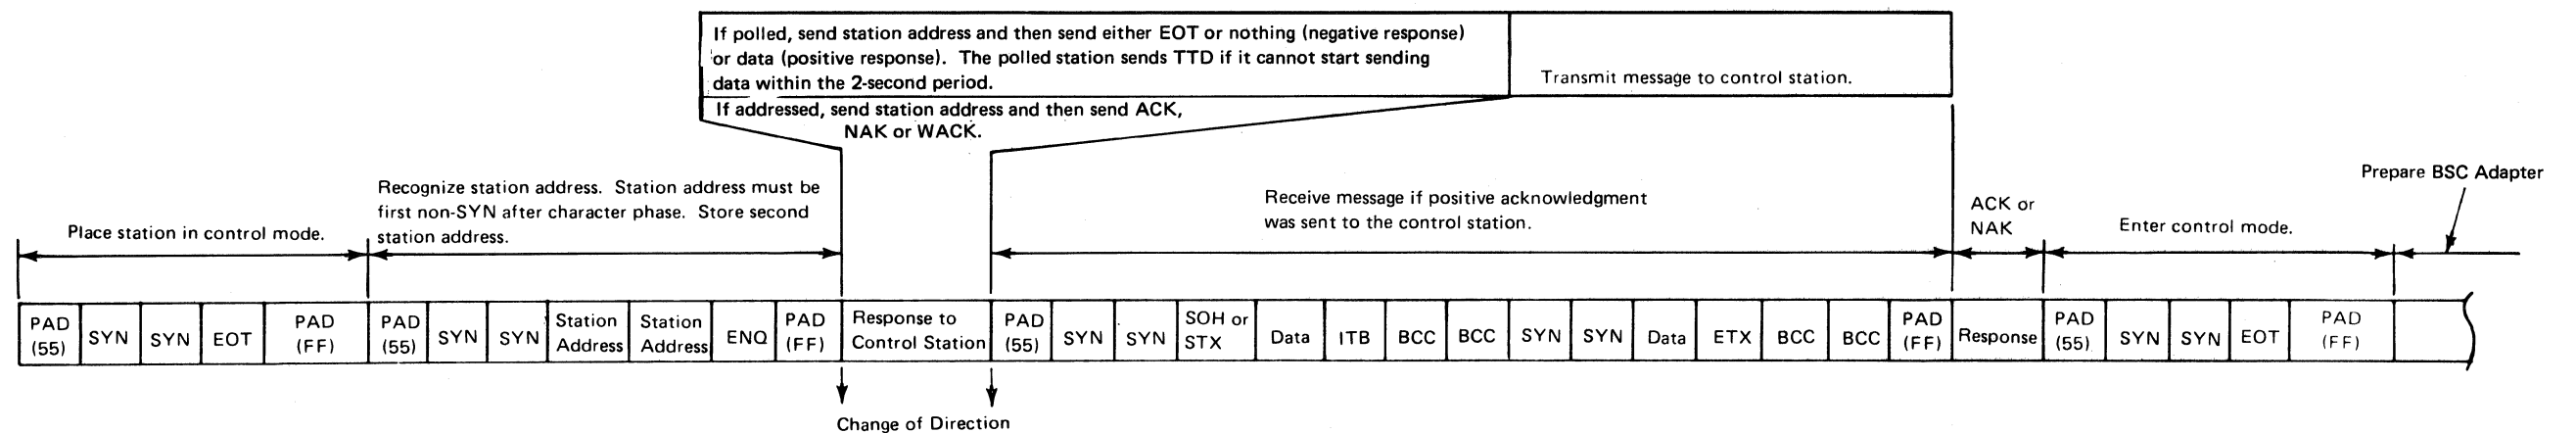 If polled, send station address and then send either EOT or nothing (negative response)
or data (positive response). The polled station sends TTD if it cannot start sending
data within the 2-second period.
Transmit message to control station.
If addressed, send station address and then send ACK,
NAK or WACK.
Place station in control mode.
Recognize station address. Station address must be
first non-SYN after character phase. Store second
station address.
Receive message if positive acknowledgment
was sent to the control station.
ACK or
NAK
Enter control mode.
Prepare BSC Adapter
PAD
(55)
SYN
SYN
EOT
PAD
(FF)
PAD
(55)
SYN
SYN
Station
Address
Station
Address
ENQ
PAD
(FF)
Response to
Control Station
PAD
(55)
SYN
SYN
SOH or
STX
Data
ITB
BCC
BCC
SYN
SYN
Data
ETX
BCC
BCC
PAD
(FF)
Response
PAD
(55)
SYN
SYN
EOT
PAD
(FF)
Change of Direction